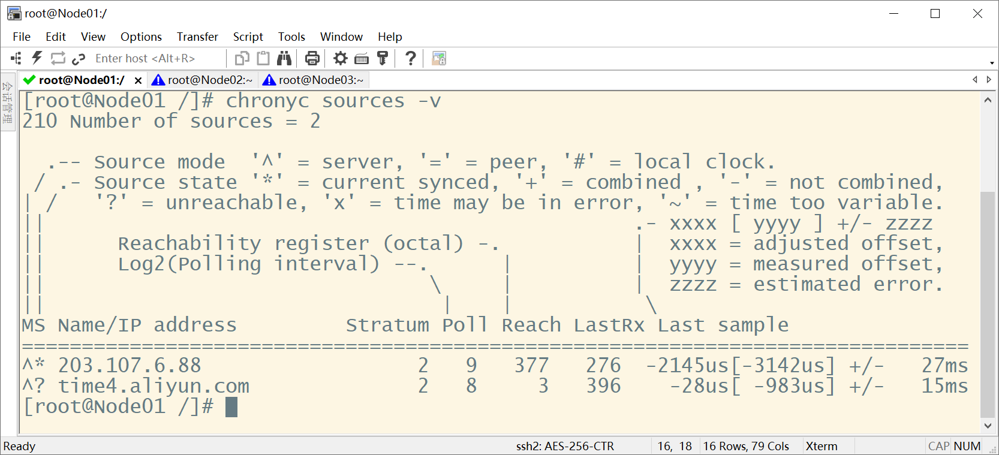 root@Node01:/
File Edit View Options Transfer Script Tools Window Help
Enter host <Alt+R>
会话管理
root@Node01:/ root@Node02:~ root@Node03:~
[root@Node01 /]# chronyc sources -v
210 Number of sources = 2
  .-- Source mode  '^' = server, '=' = peer, '#' = local clock.
 / .- Source state '*' = current synced, '+' = combined , '-' = not combined,
| /   '?' = unreachable, 'x' = time may be in error, '~' = time too variable.
||                                                 .- xxxx [ yyyy ] +/- zzzz
||      Reachability register (octal) -.           |  xxxx = adjusted offset,
||      Log2(Polling interval) --.      |          |  yyyy = measured offset,
||                                \     |          |  zzzz = estimated error.
||                                 |    |           \
MS Name/IP address         Stratum Poll Reach LastRx Last sample
===============================================================================
^* 203.107.6.88                  2   9   377   276  -2145us[-3142us] +/-   27ms
^? time4.aliyun.com              2   8     3   396    -28us[ -983us] +/-   15ms
[root@Node01 /]#
Ready ssh2: AES-256-CTR 16, 18 16 Rows, 79 Cols Xterm CAP NUM